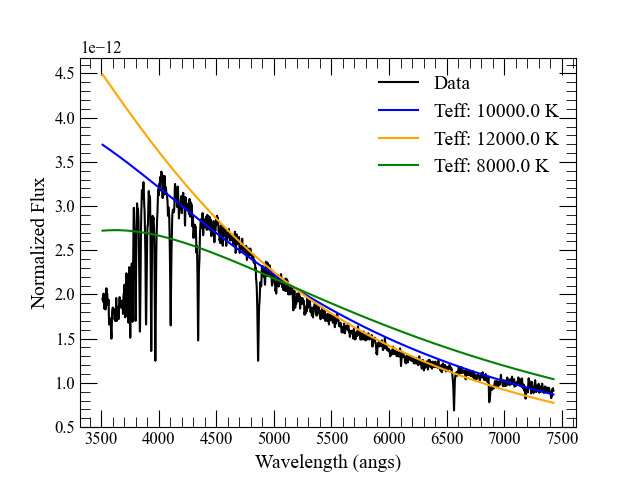 1e−12
4.5
4.0
3.5
3.0
2.5
2.0
1.5
1.0
0.5
Normalized Flux
Data
Teff: 10000.0 K
Teff: 12000.0 K
Teff: 8000.0 K
3500 4000 4500 5000 5500 6000 6500 7000 7500
Wavelength (angs)